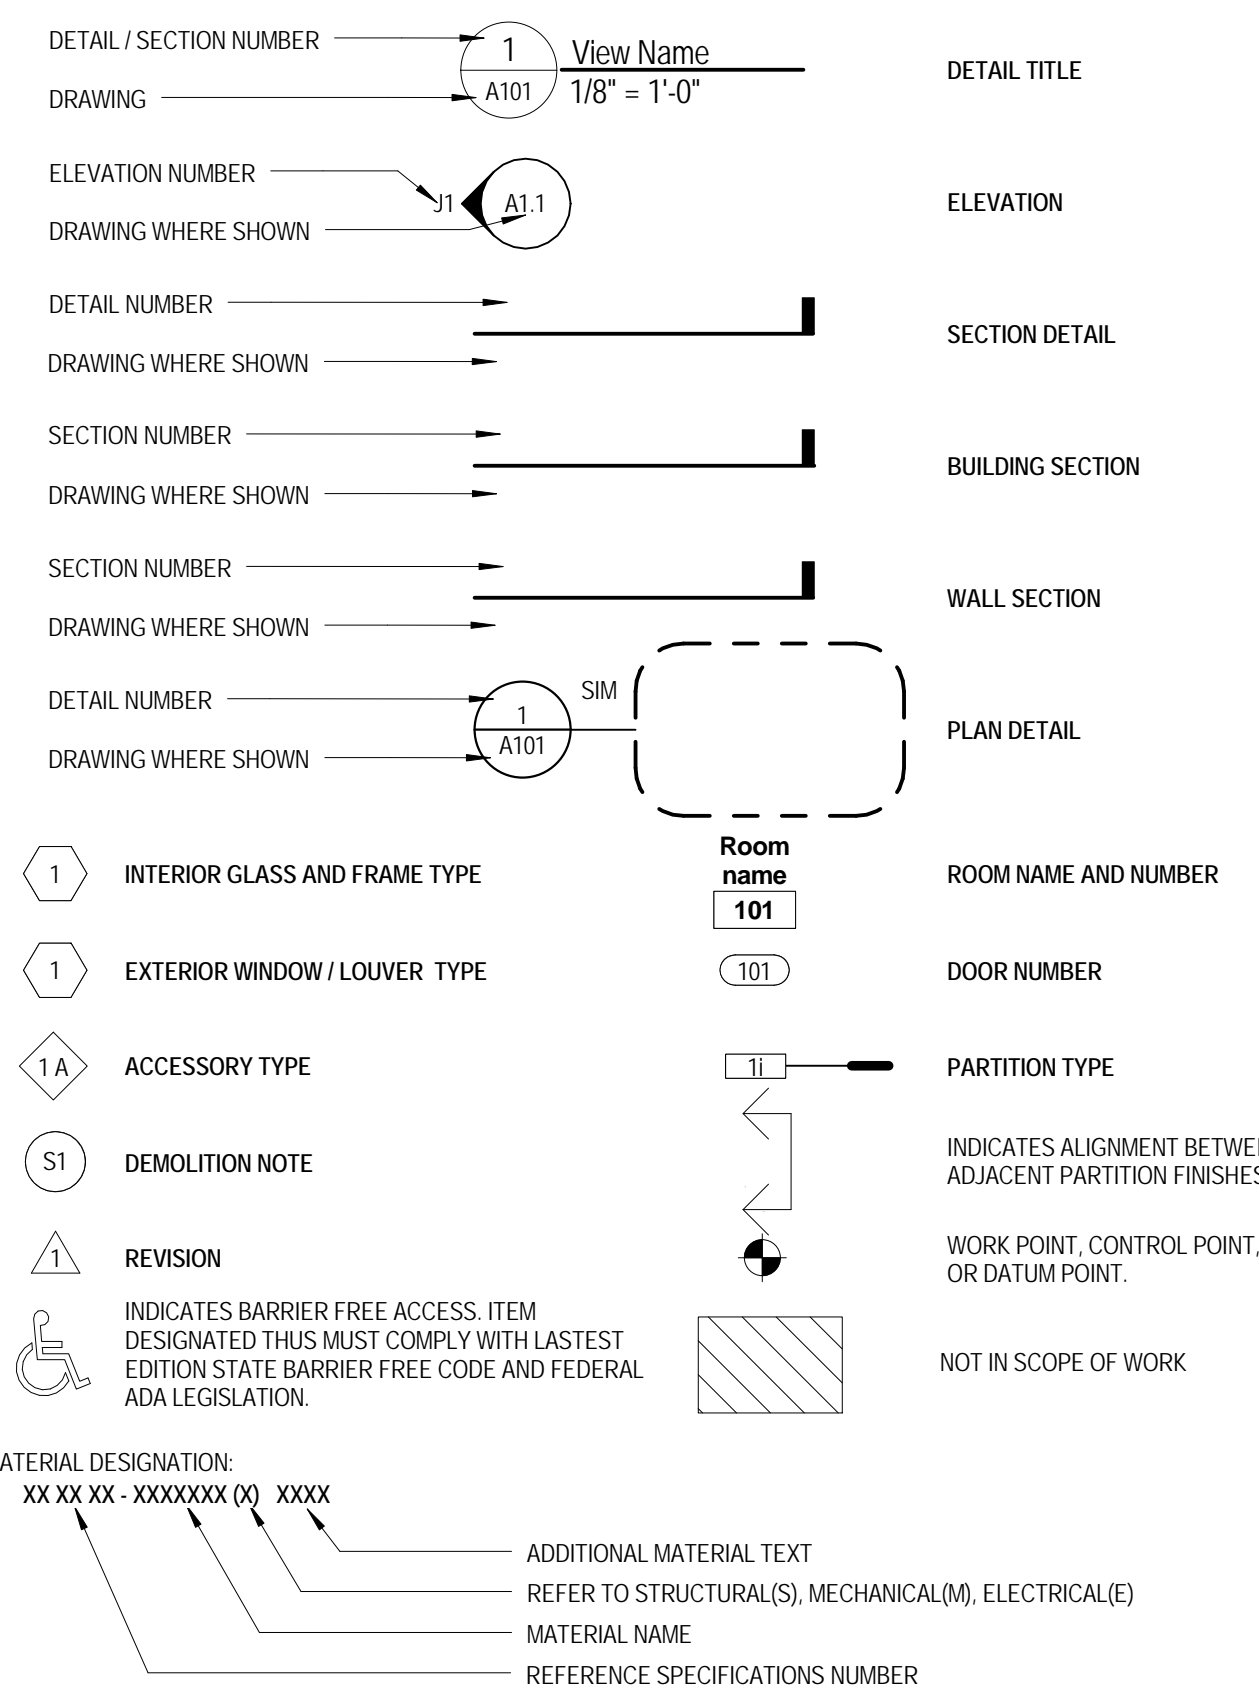 DETAIL / SECTION NUMBER
1
View Name
DRAWING
A101
1/8" = 1'-0"
DETAIL TITLE
ELEVATION NUMBER
J1
A1.1
DRAWING WHERE SHOWN
ELEVATION
DETAIL NUMBER
DRAWING WHERE SHOWN
SECTION DETAIL
SECTION NUMBER
DRAWING WHERE SHOWN
BUILDING SECTION
SECTION NUMBER
DRAWING WHERE SHOWN
WALL SECTION
DETAIL NUMBER
1
SIM
A101
DRAWING WHERE SHOWN
PLAN DETAIL
1
INTERIOR GLASS AND FRAME TYPE
Room
name
101
ROOM NAME AND NUMBER
1
EXTERIOR WINDOW / LOUVER TYPE
101
DOOR NUMBER
1 A
ACCESSORY TYPE
1i
PARTITION TYPE
S1
DEMOLITION NOTE
INDICATES ALIGNMENT BETWE
ADJACENT PARTITION FINISHES
1
REVISION
WORK POINT, CONTROL POINT,
OR DATUM POINT.
INDICATES BARRIER FREE ACCESS. ITEM
DESIGNATED THUS MUST COMPLY WITH LASTEST
EDITION STATE BARRIER FREE CODE AND FEDERAL
ADA LEGISLATION.
NOT IN SCOPE OF WORK
ATERIAL DESIGNATION:
XX XX XX - XXXXXXX (X) XXXX
ADDITIONAL MATERIAL TEXT
REFER TO STRUCTURAL(S), MECHANICAL(M), ELECTRICAL(E)
MATERIAL NAME
REFERENCE SPECIFICATIONS NUMBER